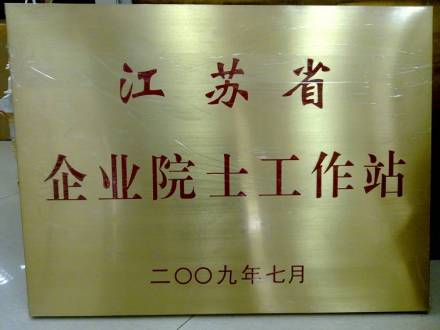 江苏省
企业院士工作站
二〇〇九年七月